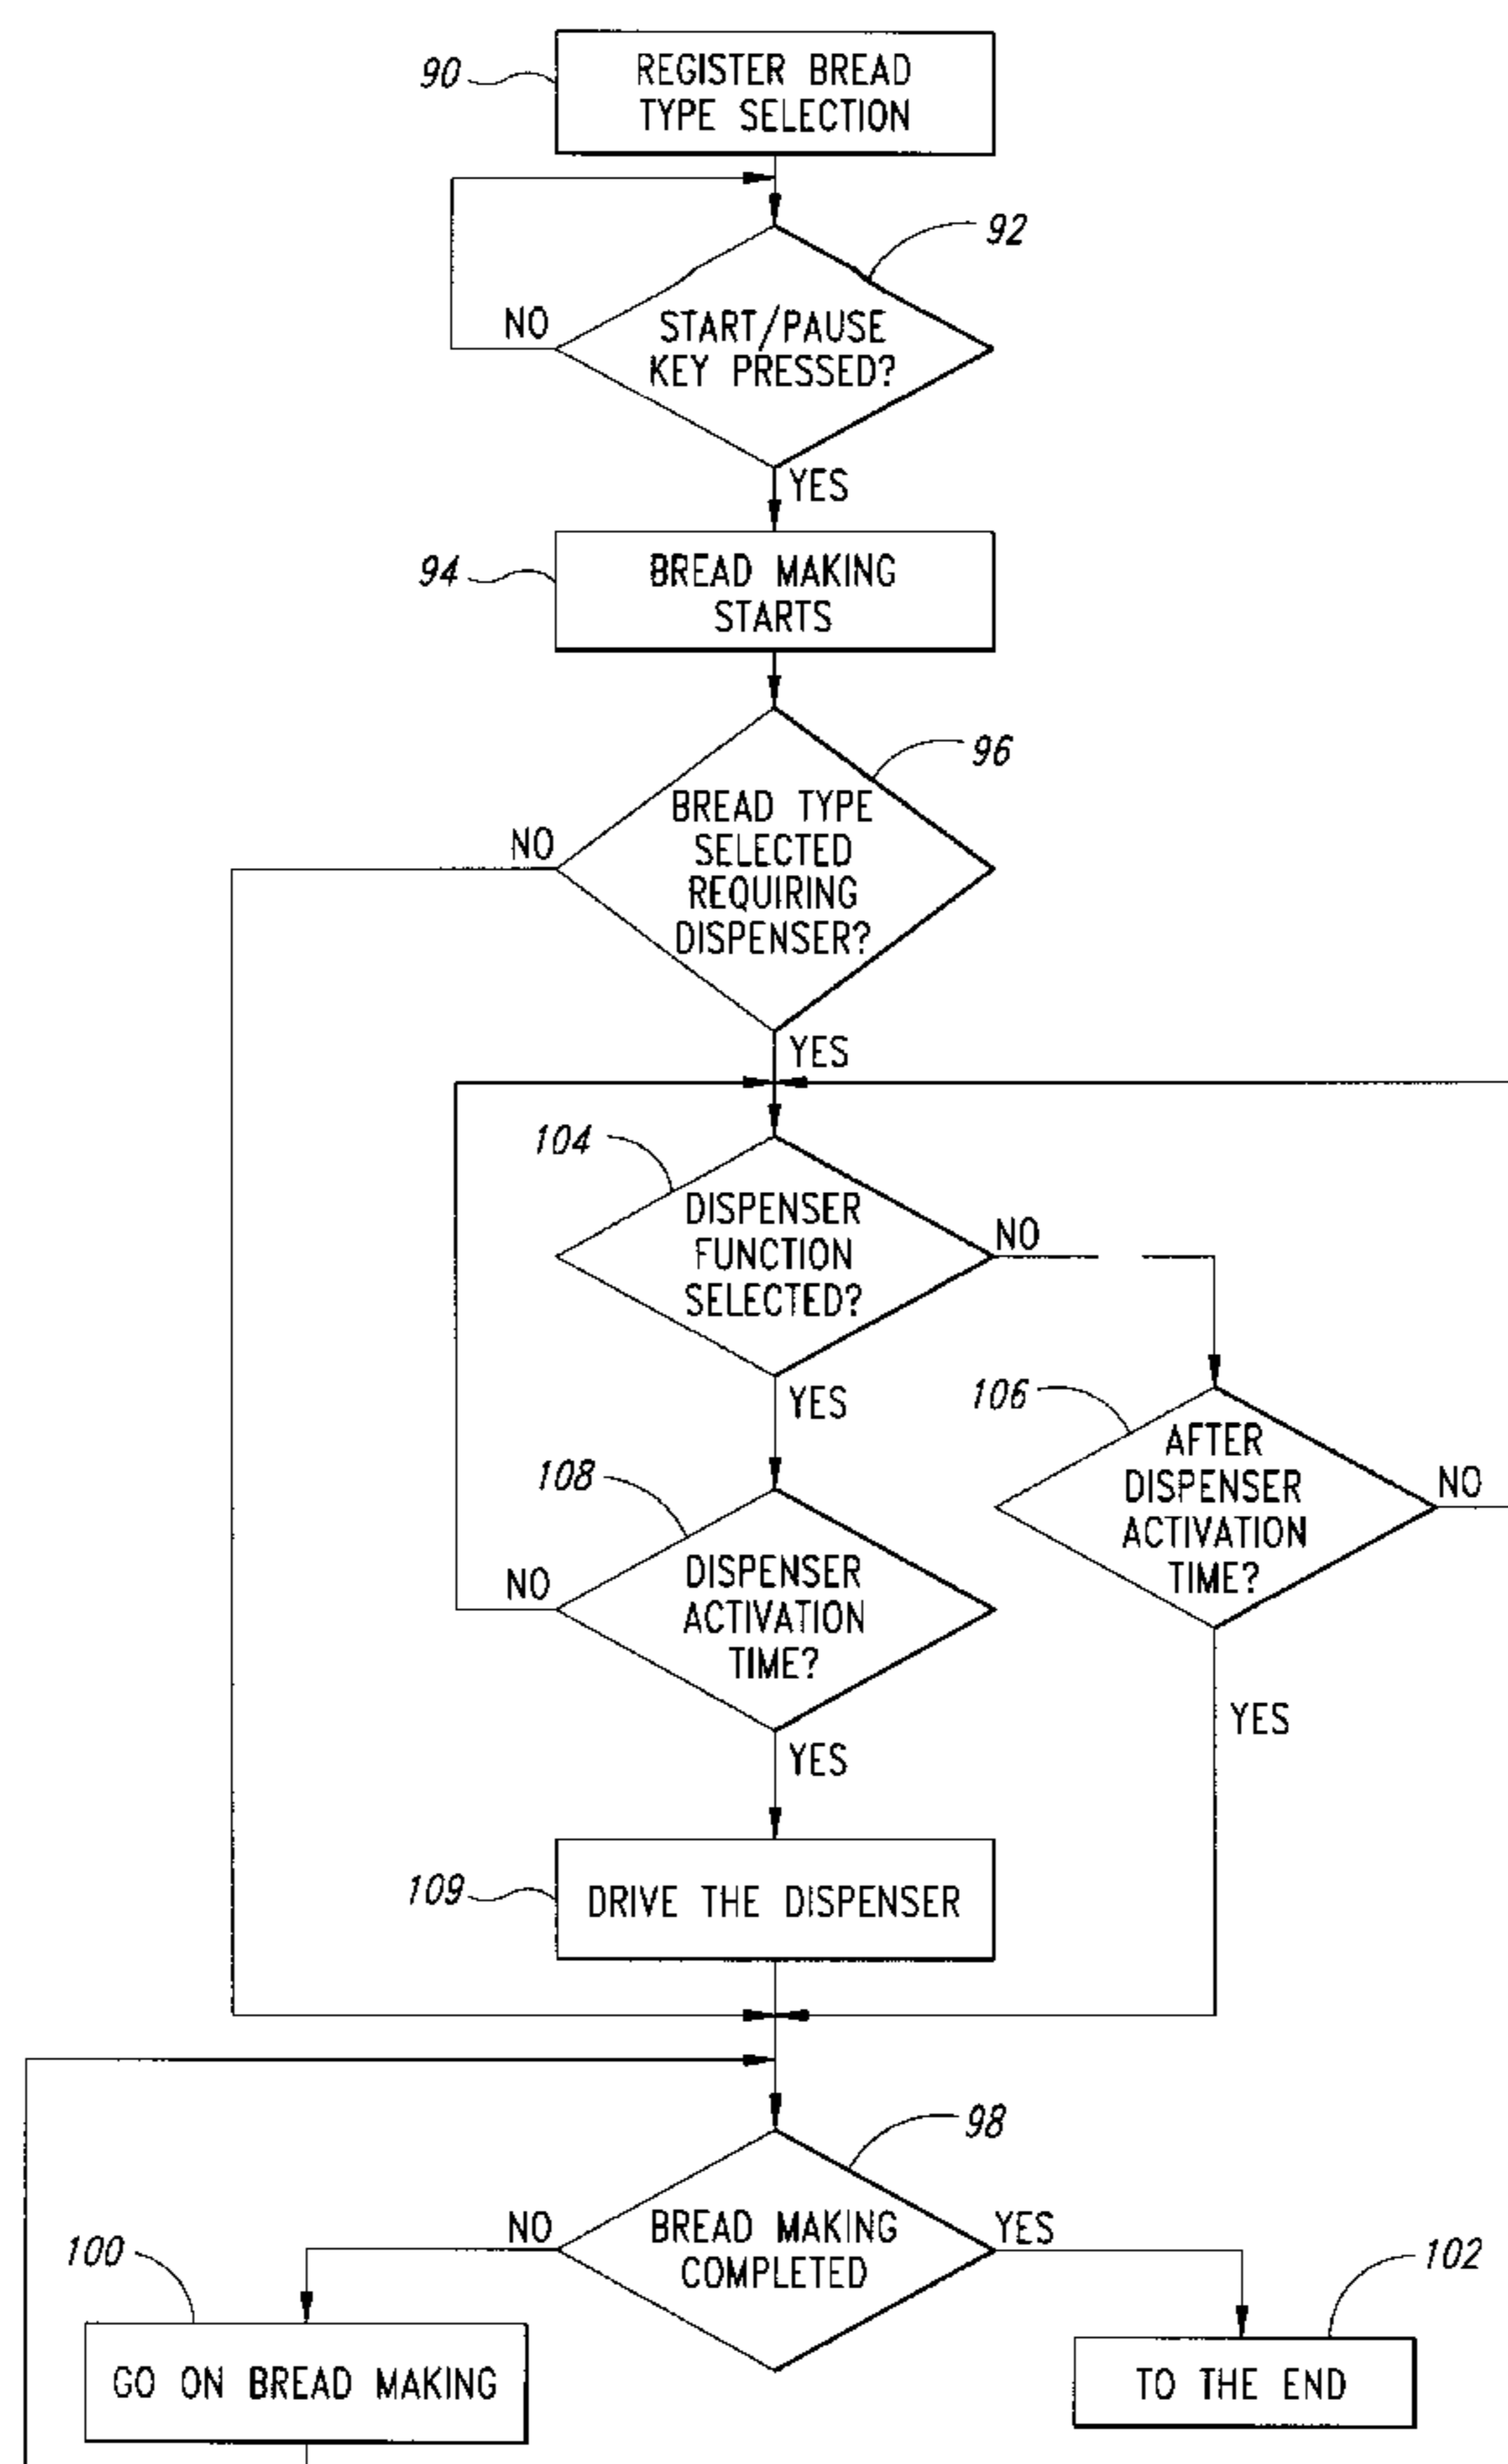 90
REGISTER BREAD
TYPE SELECTION
92
NO
START/PAUSE
KEY PRESSED?
YES
94
BREAD MAKING
STARTS
96
NO
BREAD TYPE
SELECTED
REQUIRING
DISPENSER?
YES
104
DISPENSER
FUNCTION
SELECTED?
NO
YES
106
AFTER
DISPENSER
ACTIVATION
TIME?
NO
108
NO
DISPENSER
ACTIVATION
TIME?
YES
YES
109
DRIVE THE DISPENSER
98
NO
BREAD MAKING
COMPLETED
YES
100
102
GO ON BREAD MAKING
TO THE END